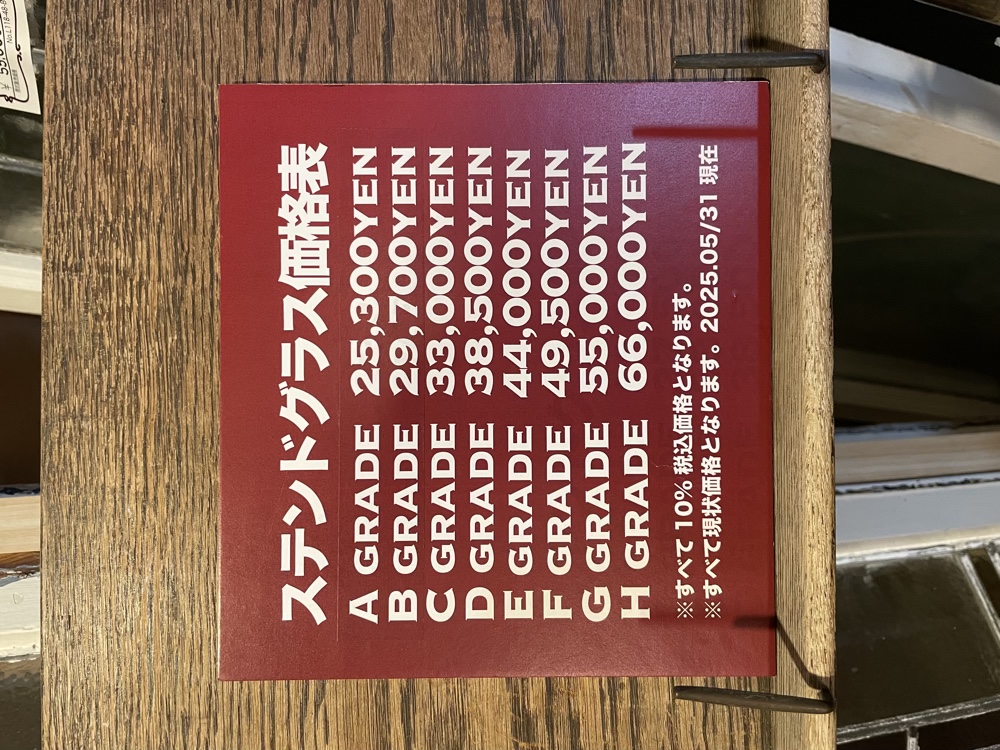 ステンドグラス価格表
A GRADE 25,300YEN
B GRADE 29,700YEN
C GRADE 33,000YEN
D GRADE 38,500YEN
E GRADE 44,000YEN
F GRADE 49,500YEN
G GRADE 55,000YEN
H GRADE 66,000YEN
※すべて10%税込価格となります。
※すべて現状価格となります。2025.05/31 現在